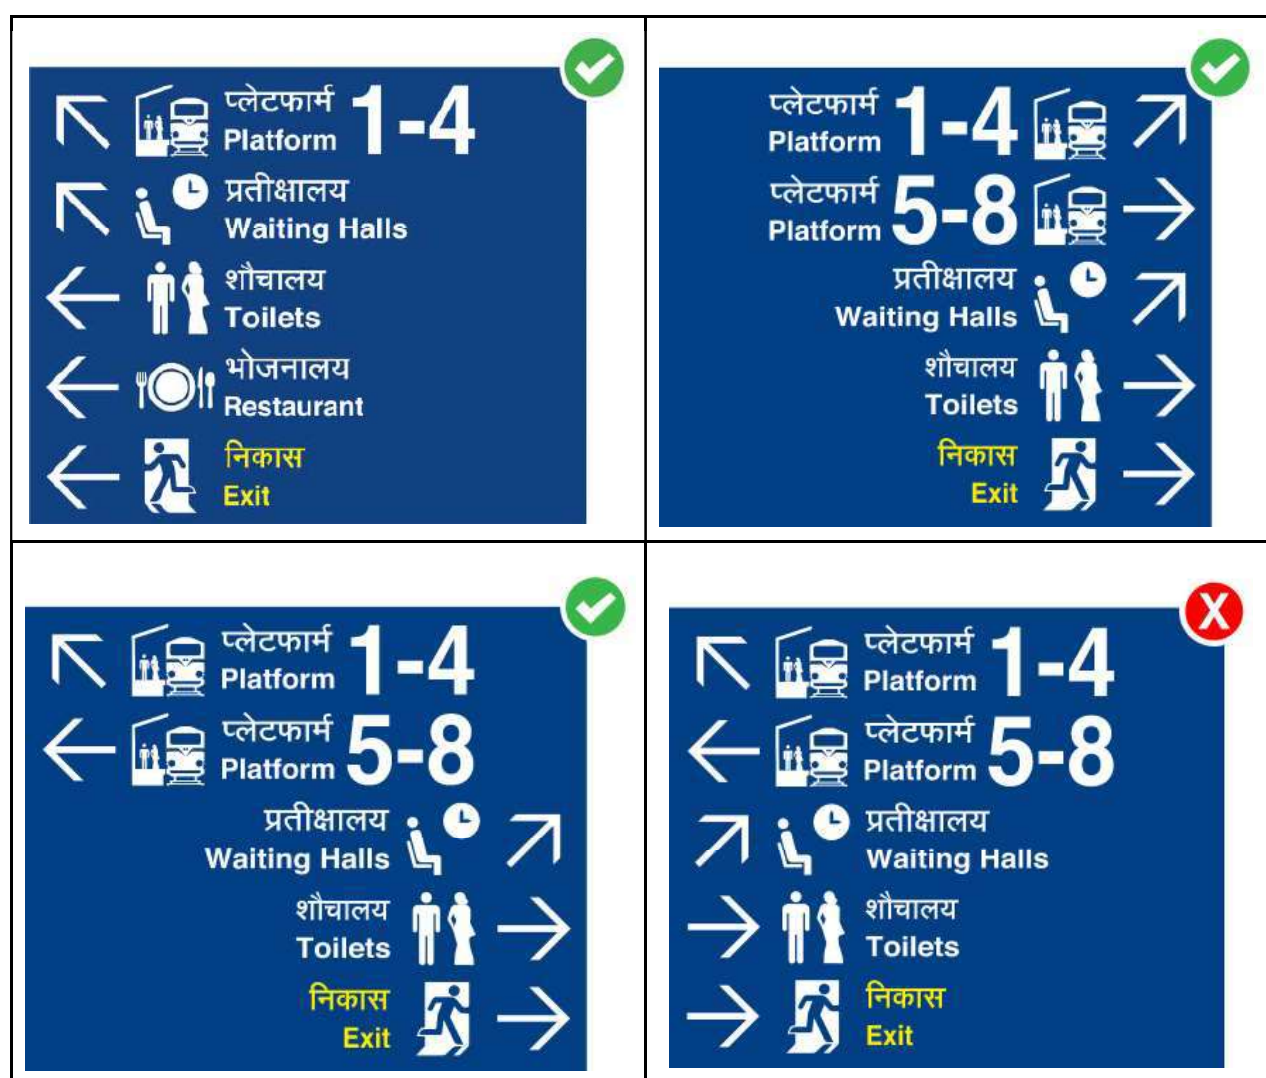 प्लेटफार्म
Platform 1-4
प्रतीक्षालय
Waiting Halls
शौचालय
Toilets
भोजनालय
Restaurant
निकास
Exit
प्लेटफार्म
Platform 1-4
प्लेटफार्म
Platform 5-8
प्रतीक्षालय
Waiting Halls
शौचालय
Toilets
निकास
Exit
प्लेटफार्म
Platform 1-4
प्लेटफार्म
Platform 5-8
प्रतीक्षालय
Waiting Halls
शौचालय
Toilets
निकास
Exit
X
प्लेटफार्म
Platform 1-4
प्लेटफार्म
Platform 5-8
प्रतीक्षालय
Waiting Halls
शौचालय
Toilets
निकास
Exit